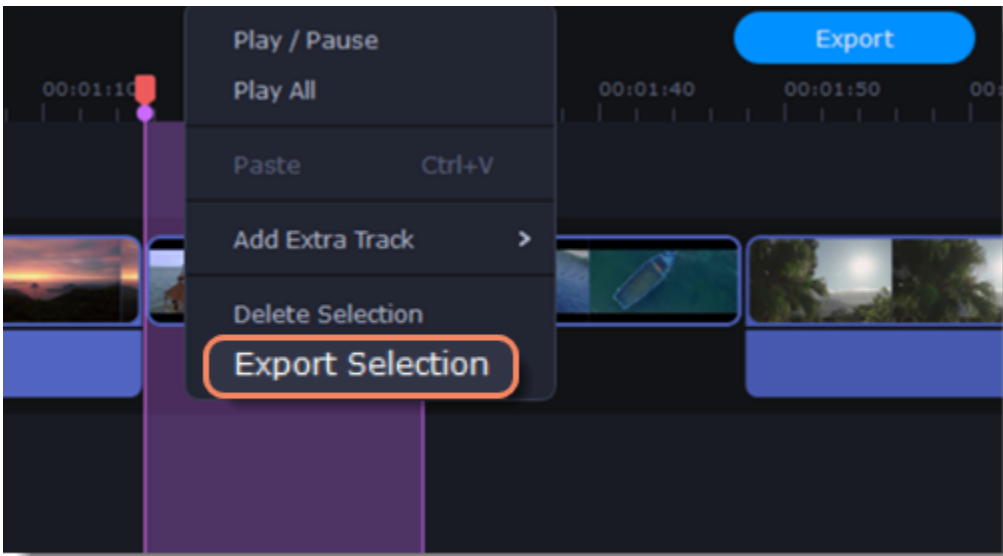 Play / Pause
Export
00:01:10
Play All
00:01:40
00:01:50
00:
Paste Ctrl+V
Add Extra Track >
Delete Selection
Export Selection